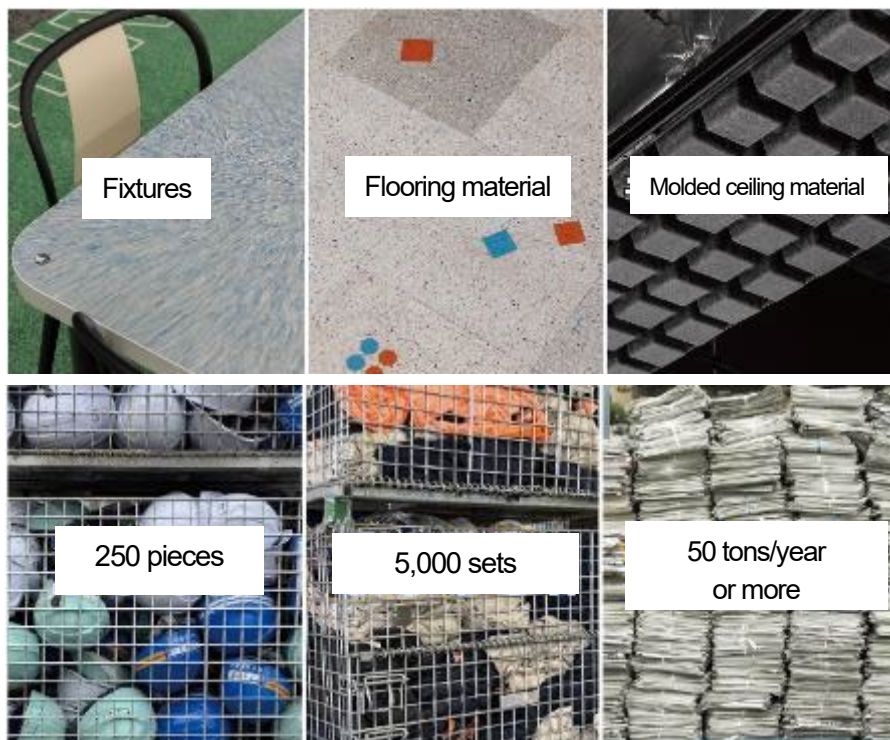 Fixtures
Flooring material
Molded ceiling material
250 pieces
5,000 sets
50 tons/year
or more